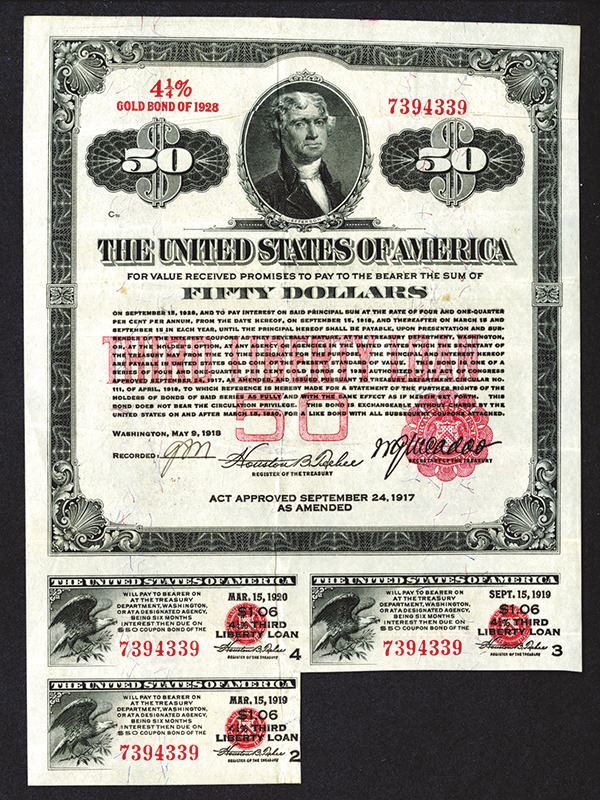 4¼%
GOLD BOND OF 1928
7394339
50
50
JEFFERSON
THE UNITED STATES OF AMERICA
FOR VALUE RECEIVED PROMISES TO PAY TO THE BEARER THE SUM OF
FIFTY DOLLARS
ON SEPTEMBER 15, 1928, AND TO PAY INTEREST ON SAID PRINCIPAL SUM AT THE RATE OF FOUR AND ONE-QUARTER
PER CENT PER ANNUM, FROM THE DATE HEREOF, ON SEPTEMBER 15, 1918, AND THEREAFTER ON MARCH 15 AND
SEPTEMBER 15 IN EACH YEAR, UNTIL THE PRINCIPAL HEREOF SHALL BE PAYABLE, UPON PRESENTATION AND SUR-
RENDER OF THE INTEREST COUPONS HERETO ATTACHED AS THEY SEVERALLY MATURE, AT THE TREASURY DEPARTMENT, WASHINGTON,
OR, AT THE HOLDER'S OPTION, AT ANY AGENCY OR AGENCIES IN THE UNITED STATES WHICH THE SECRETARY OF
THE TREASURY MAY FROM TIME TO TIME DESIGNATE FOR THE PURPOSE. THE PRINCIPAL AND INTEREST HEREOF
ARE PAYABLE IN UNITED STATES GOLD COIN OF THE PRESENT STANDARD OF VALUE. THIS BOND IS ONE OF A
SERIES OF FOUR AND ONE-QUARTER PER CENT GOLD BONDS OF 1928 AUTHORIZED BY AN ACT OF CONGRESS
APPROVED SEPTEMBER 24, 1917, AS AMENDED, AND ISSUED PURSUANT TO TREASURY DEPARTMENT CIRCULAR NO.
111, OF APRIL 5, 1918, TO WHICH REFERENCE IS HEREBY MADE FOR A STATEMENT OF THE FURTHER RIGHTS OF THE
HOLDERS OF BONDS OF SAID SERIES AS FULLY AND WITH THE SAME EFFECT AS IF HEREIN SET FORTH. THIS
BOND DOES NOT BEAR THE CIRCULATION PRIVILEGE. THIS BOND IS EXCHANGEABLE WITHOUT CHARGE BY THE
UNITED STATES ON AND AFTER MARCH 15, 1920, FOR A LIKE BOND WITH ALL SUBSEQUENT COUPONS ATTACHED.
THIRD LIBERTY LOAN
50
WASHINGTON, MAY 9, 1918
RECORDED:
Houston B. Teehee
REGISTER OF THE TREASURY
W G McAdoo
SECRETARY OF THE TREASURY
ACT APPROVED SEPTEMBER 24, 1917
AS AMENDED
THE UNITED STATES OF AMERICA
WILL PAY TO BEARER ON
AT THE TREASURY
DEPARTMENT, WASHINGTON,
OR AT A DESIGNATED AGENCY,
BEING SIX MONTHS
INTEREST THEN DUE ON
$50 COUPON BOND OF THE
7394339
MAR. 15, 1920
$1.06
4¼% THIRD
LIBERTY LOAN
Houston B. Teehee
REGISTER OF THE TREASURY
4
THE UNITED STATES OF AMERICA
WILL PAY TO BEARER ON
AT THE TREASURY
DEPARTMENT, WASHINGTON,
OR AT A DESIGNATED AGENCY,
BEING SIX MONTHS
INTEREST THEN DUE ON
$50 COUPON BOND OF THE
7394339
SEPT. 15, 1919
$1.06
4¼% THIRD
LIBERTY LOAN
Houston B. Teehee
REGISTER OF THE TREASURY
3
THE UNITED STATES OF AMERICA
WILL PAY TO BEARER ON
AT THE TREASURY
DEPARTMENT, WASHINGTON,
OR AT A DESIGNATED AGENCY,
BEING SIX MONTHS
INTEREST THEN DUE ON
$50 COUPON BOND OF THE
7394339
MAR. 15, 1919
$1.06
4¼% THIRD
LIBERTY LOAN
Houston B. Teehee
REGISTER OF THE TREASURY
2